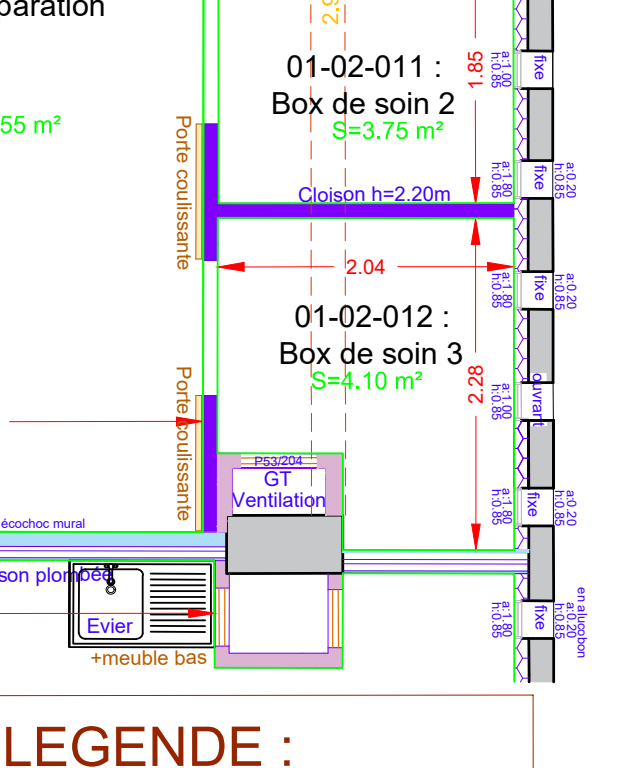 paration
2.9
01-02-011 :
Box de soin 2
S=3.75 m²
55 m²
1.85
a:1.00
h:0.85
fixe
Porte coulissante
a:1.80
h:0.85
fixe
a:0.20
h:0.85
Cloison h=2.20m
2.04
a:1.80
h:0.85
fixe
a:0.20
h:0.85
01-02-012 :
Box de soin 3
S=4.10 m²
2.28
a:1.00
h:0.85
ouvrant
Porte coulissante
P53/204
GT
Ventilation
a:1.80
h:0.85
fixe
a:0.20
h:0.85
écochoc mural
son plombée
Evier
+meuble bas
a:1.80
h:0.85
fixe
a:0.20
h:0.85
en alucobon
LEGENDE :